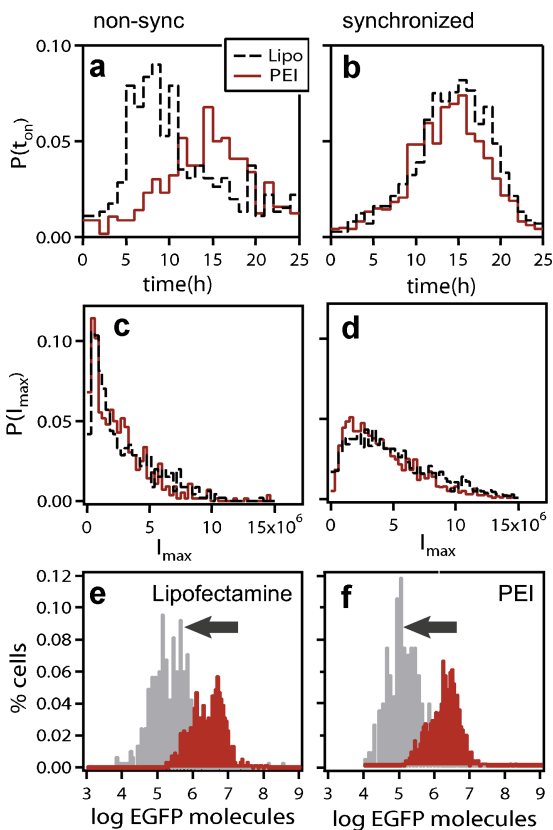 non-sync synchronized
a
Lipo
PEI
b
P(t_on)
0.10
0.05
0.00
0 5 10 15 20 25
0 5 10 15 20 25
time(h) time(h)
c
d
P(I_max)
0.10
0.05
0.00
0 5 10 15x10⁶
0 5 10 15x10⁶
I_max I_max
e Lipofectamine
f PEI
% cells
0.12
0.10
0.08
0.06
0.04
0.02
0.00
3 4 5 6 7 8 9
3 4 5 6 7 8 9
log EGFP molecules log EGFP molecules